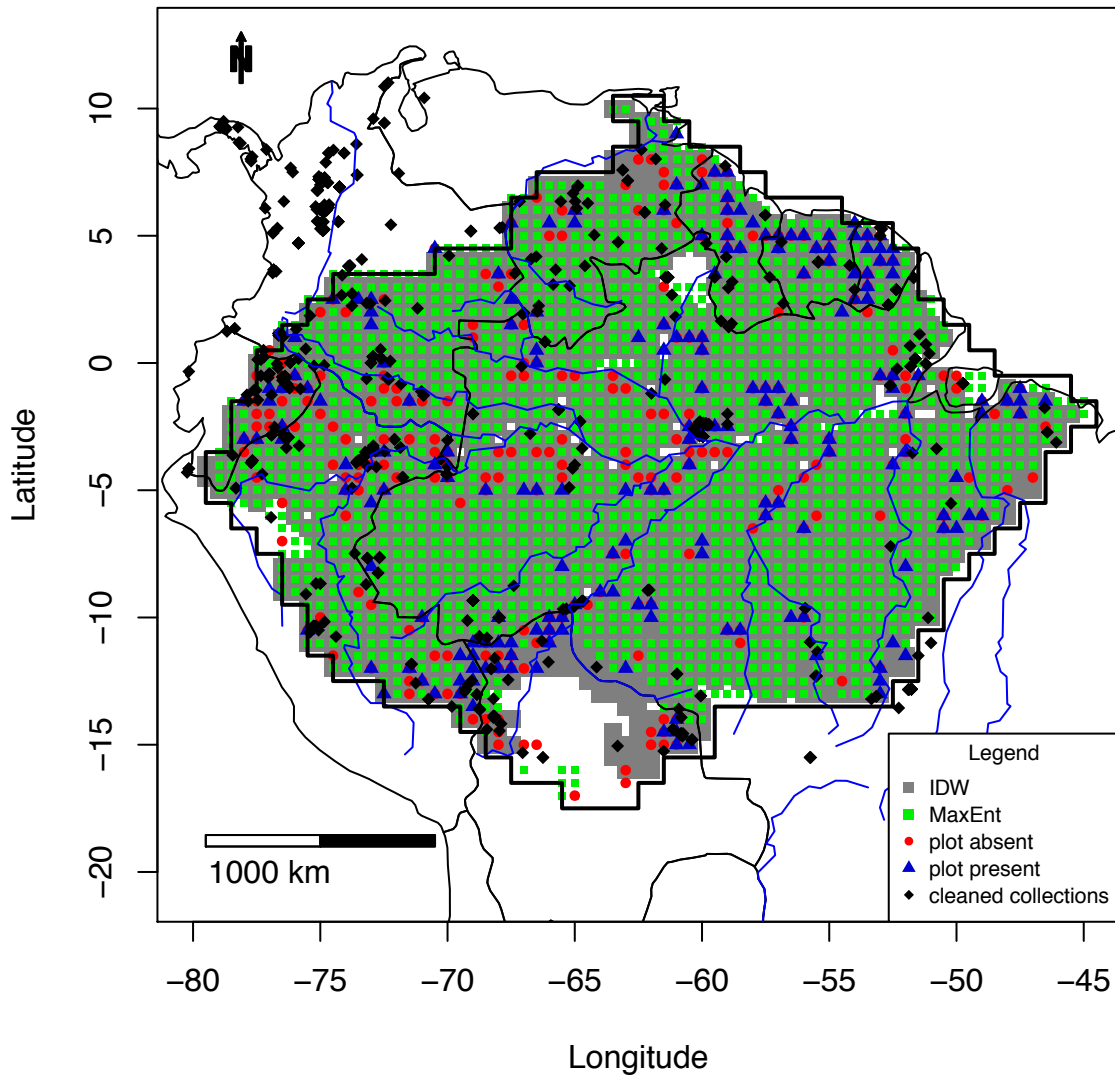 N
10
5
0
−5
−10
−15
−20
Latitude
1000 km
Legend
IDW
MaxEnt
plot absent
plot present
cleaned collections
−80 −75 −70 −65 −60 −55 −50 −45
Longitude